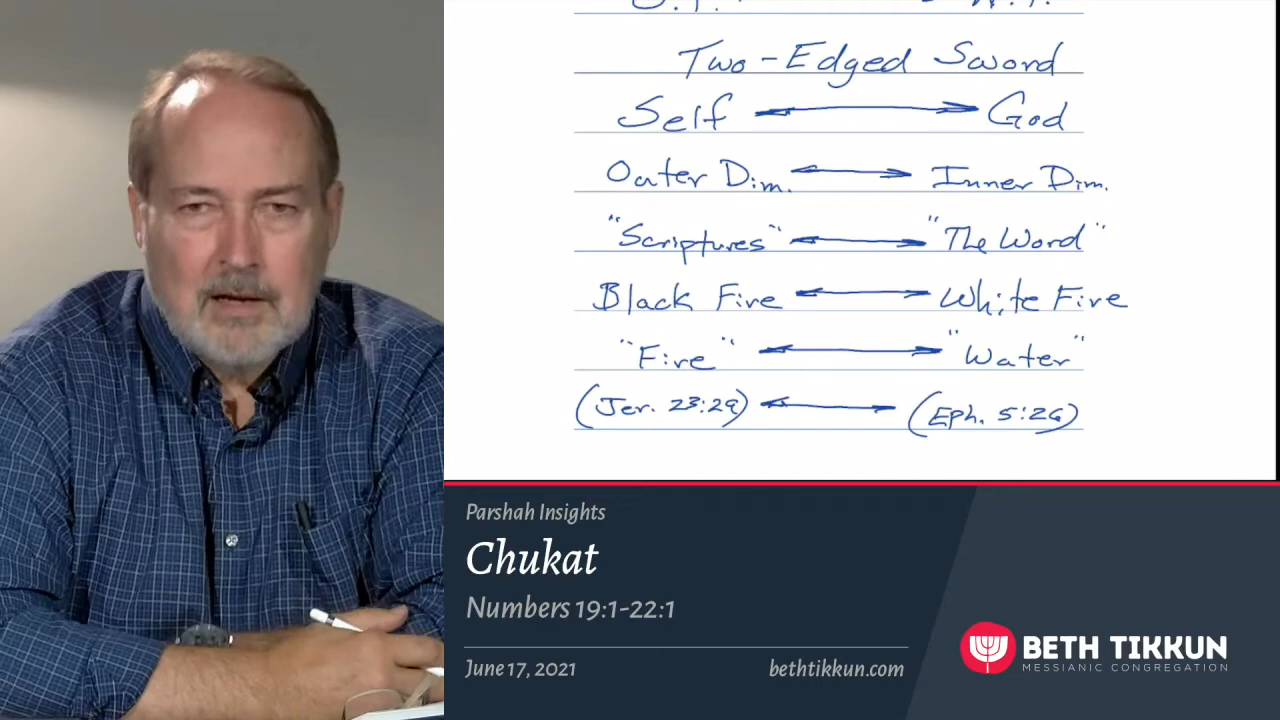 Two-Edged Sword
Self ↔ God
Outer Dim. ↔ Inner Dim.
"Scriptures" ↔ "The Word"
Black Fire ↔ White Fire
"Fire" ↔ "Water"
(Jer. 23:29) ↔ (Eph. 5:26)
Parshah Insights
Chukat
Numbers 19:1-22:1
June 17, 2021
bethtikkun.com
BETH TIKKUN
MESSIANIC CONGREGATION